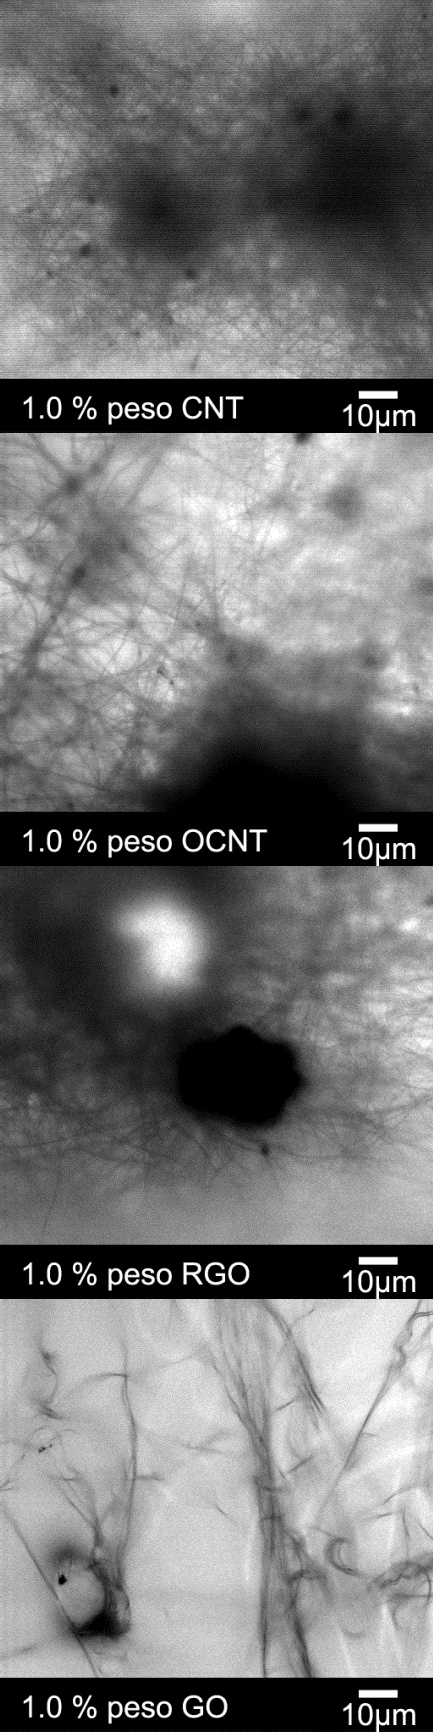 1.0 % peso CNT
10µm
1.0 % peso OCNT
10µm
1.0 % peso RGO
10µm
1.0 % peso GO
10µm